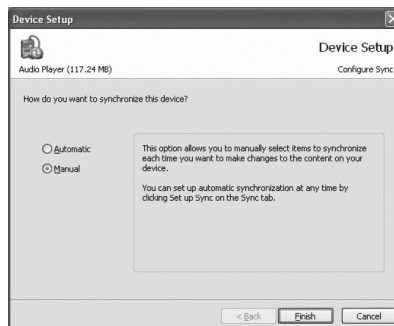 Device Setup
Device Setup
Audio Player (117.24 MB)
Configure Sync
How do you want to synchronize this device?
Automatic
Manual
This option allows you to manually select items to synchronize
each time you want to make changes to the content on your
device.
You can set up automatic synchronization at any time by
clicking Set up Sync on the Sync tab.
< Back
Finish
Cancel